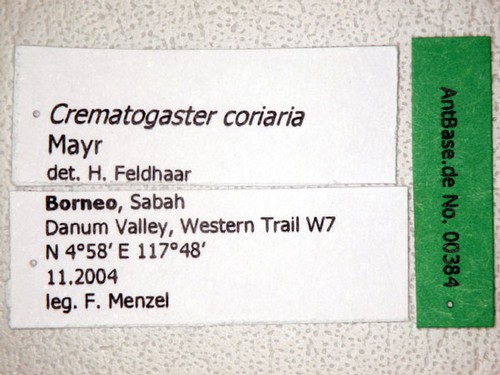 Crematogaster coriaria
Mayr
det. H. Feldhaar
Borneo, Sabah
Danum Valley, Western Trail W7
N 4°58' E 117°48'
11.2004
leg. F. Menzel
AntBase.de No. 00384